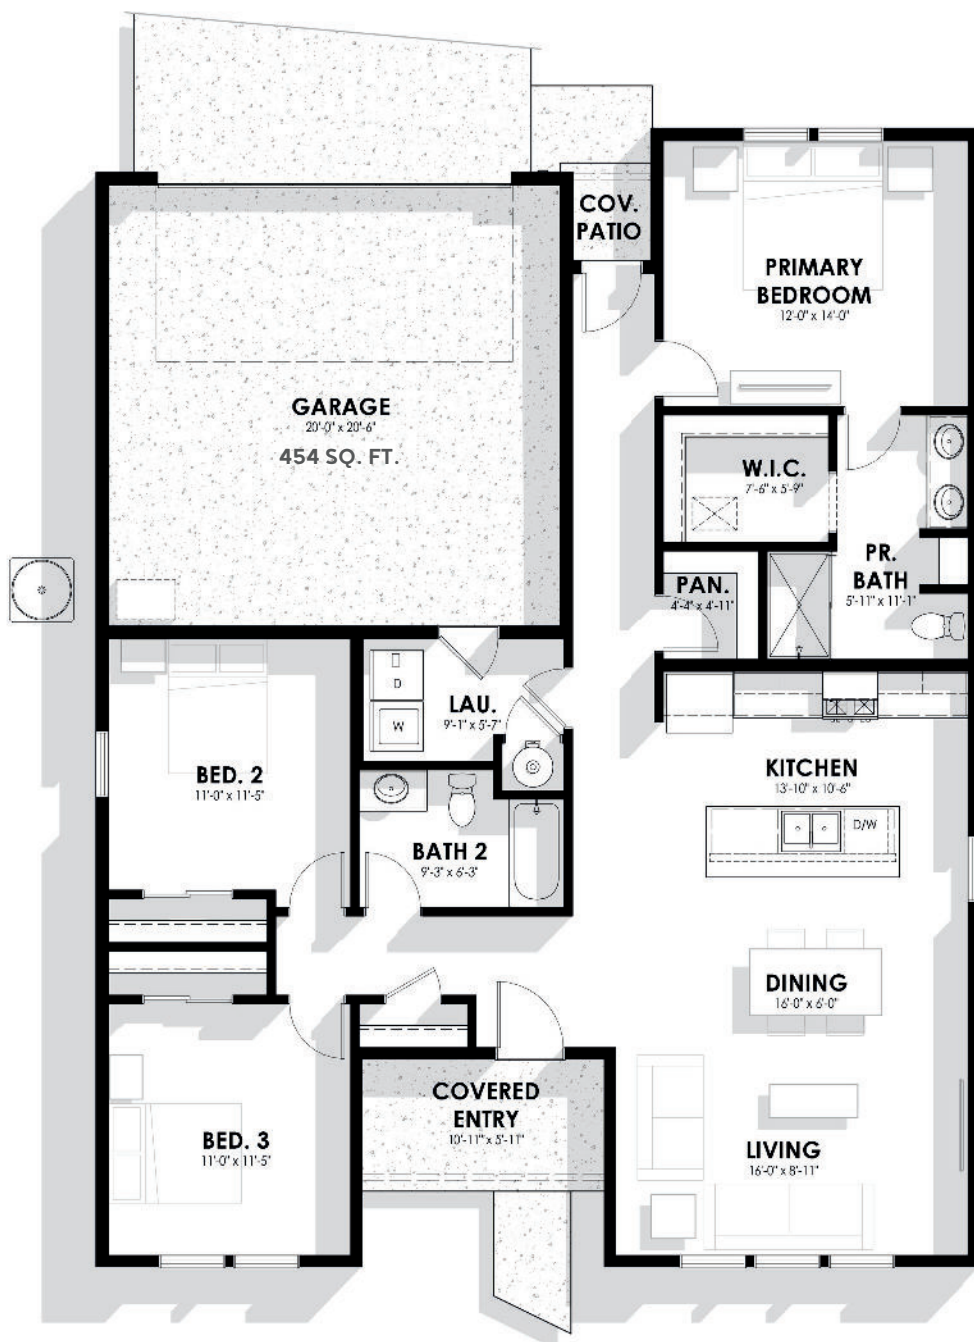 COV.
PATIO
PRIMARY
BEDROOM
12'-0" x 14'-0"
GARAGE
20'-0" x 20'-6"
454 SQ. FT.
W.I.C.
7'-6" x 5'-9"
PR.
BATH
5'-11" x 11'-1"
PAN.
4'-4" x 4'-11"
D
W
LAU.
9'-1" x 5'-7"
BED. 2
11'-0" x 11'-5"
KITCHEN
13'-10" x 10'-6"
D/W
BATH 2
9'-3" x 6'-3"
DINING
16'-0" x 6'-0"
COVERED
ENTRY
10'-11" x 5'-11"
BED. 3
11'-0" x 11'-5"
LIVING
16'-0" x 8'-11"